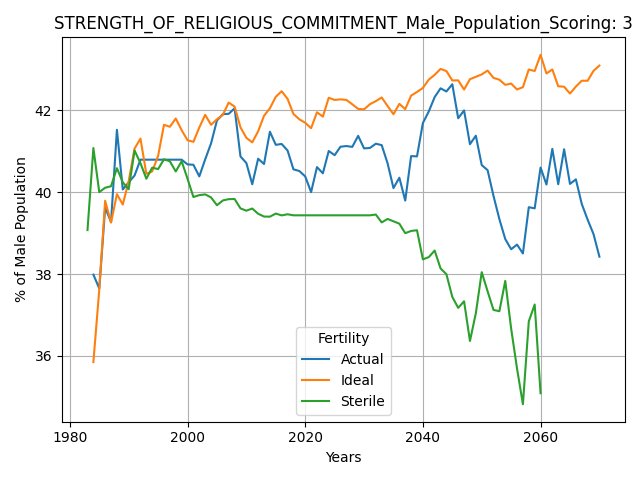 STRENGTH_OF_RELIGIOUS_COMMITMENT_Male_Population_Scoring: 3
% of Male Population
42
40
38
36
Fertility
Actual
Ideal
Sterile
1980 2000 2020 2040 2060
Years